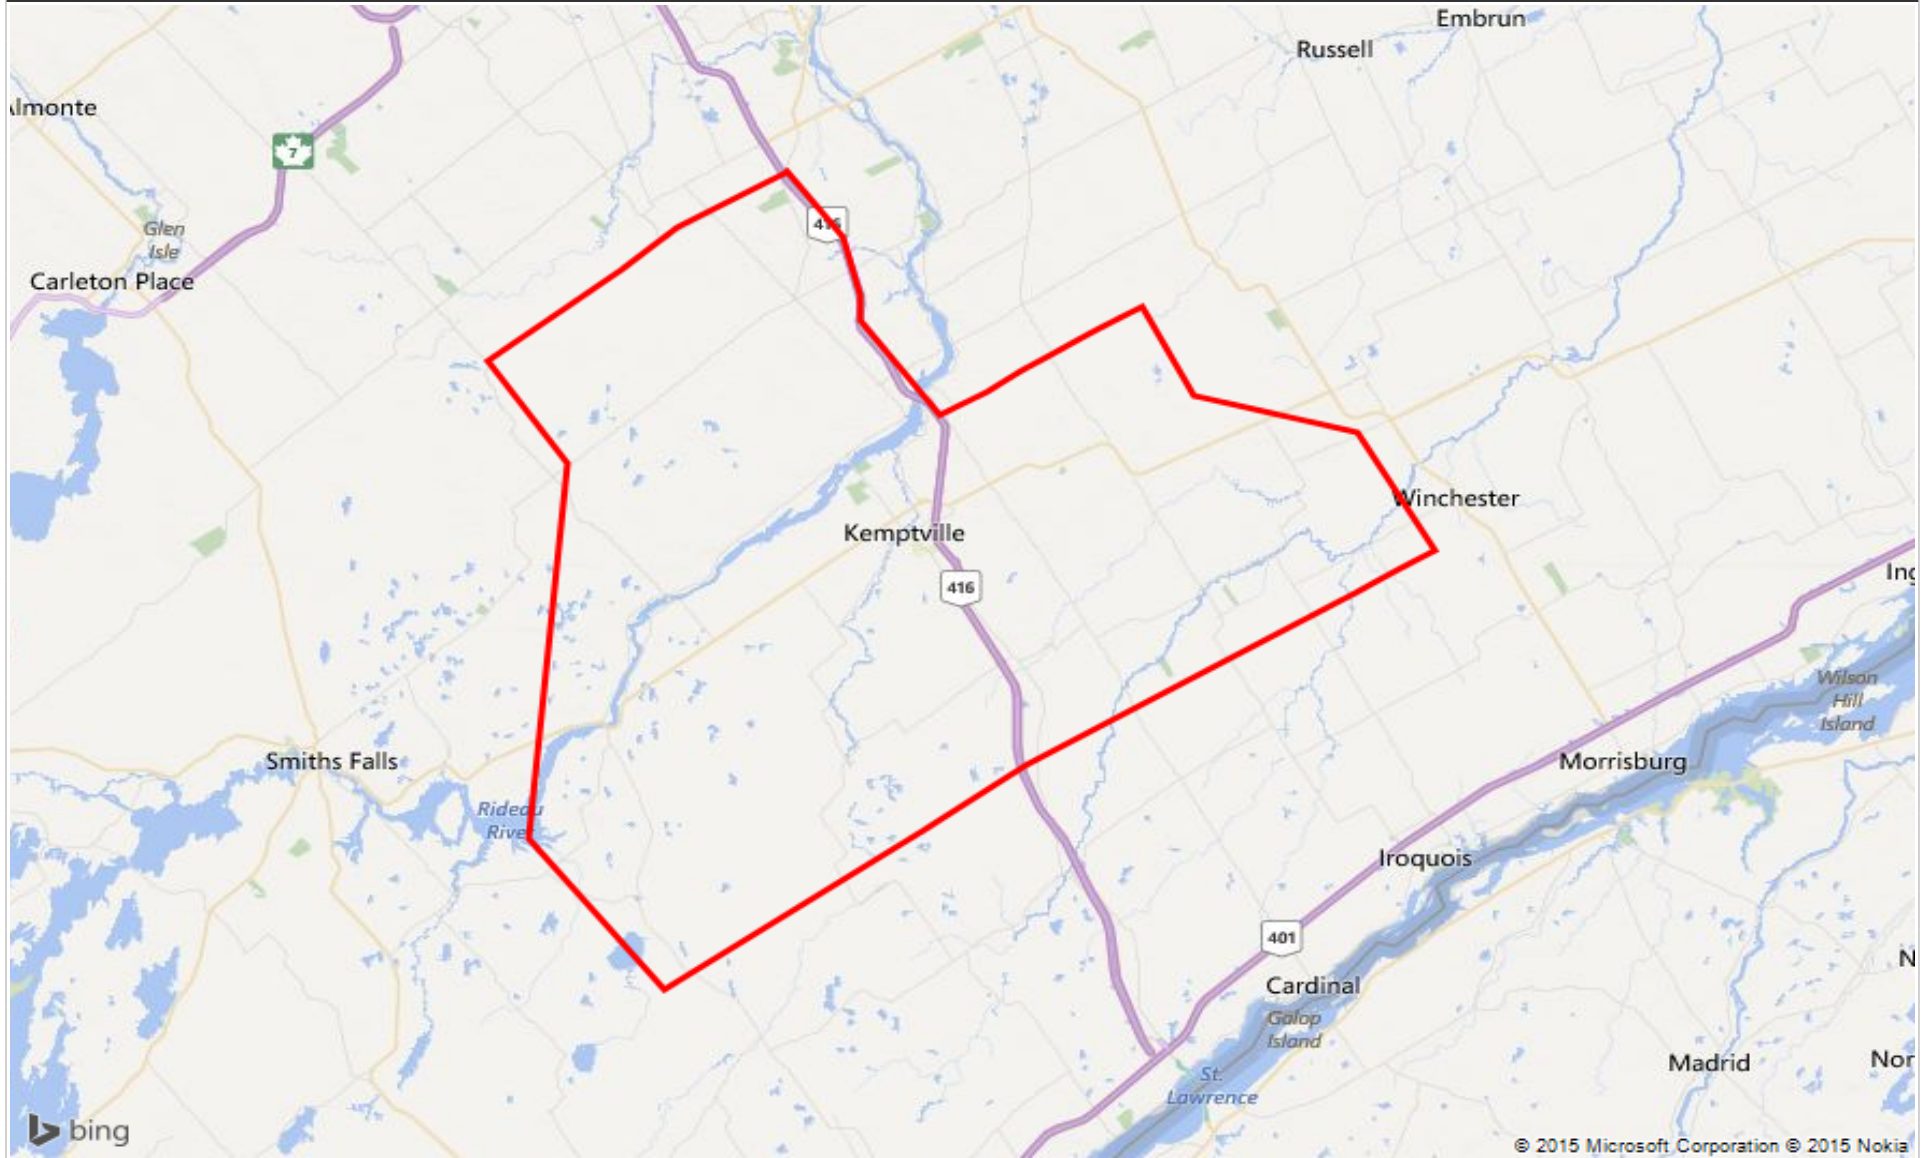 Embrun
Russell
Almonte
7
Glen
Isle
416
Carleton Place
Winchester
Kemptville
Ing
416
Wilson
Hill
Island
Smiths Falls
Morrisburg
Rideau
River
Iroquois
401
N
Cardinal
Galop
Island
Madrid
Nor
St.
Lawrence
bing
© 2015 Microsoft Corporation © 2015 Nokia